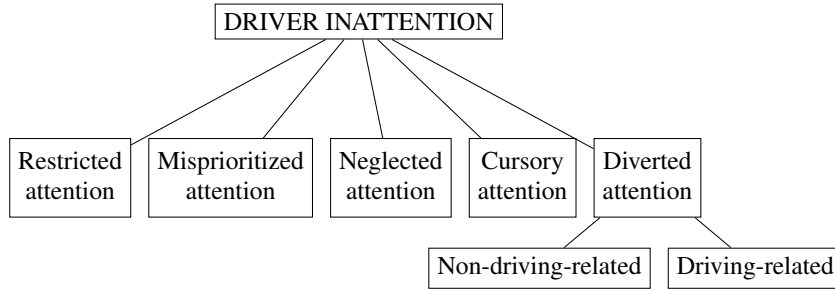 DRIVER INATTENTION
Restricted
attention
Misprioritized
attention
Neglected
attention
Cursory
attention
Diverted
attention
Non-driving-related
Driving-related